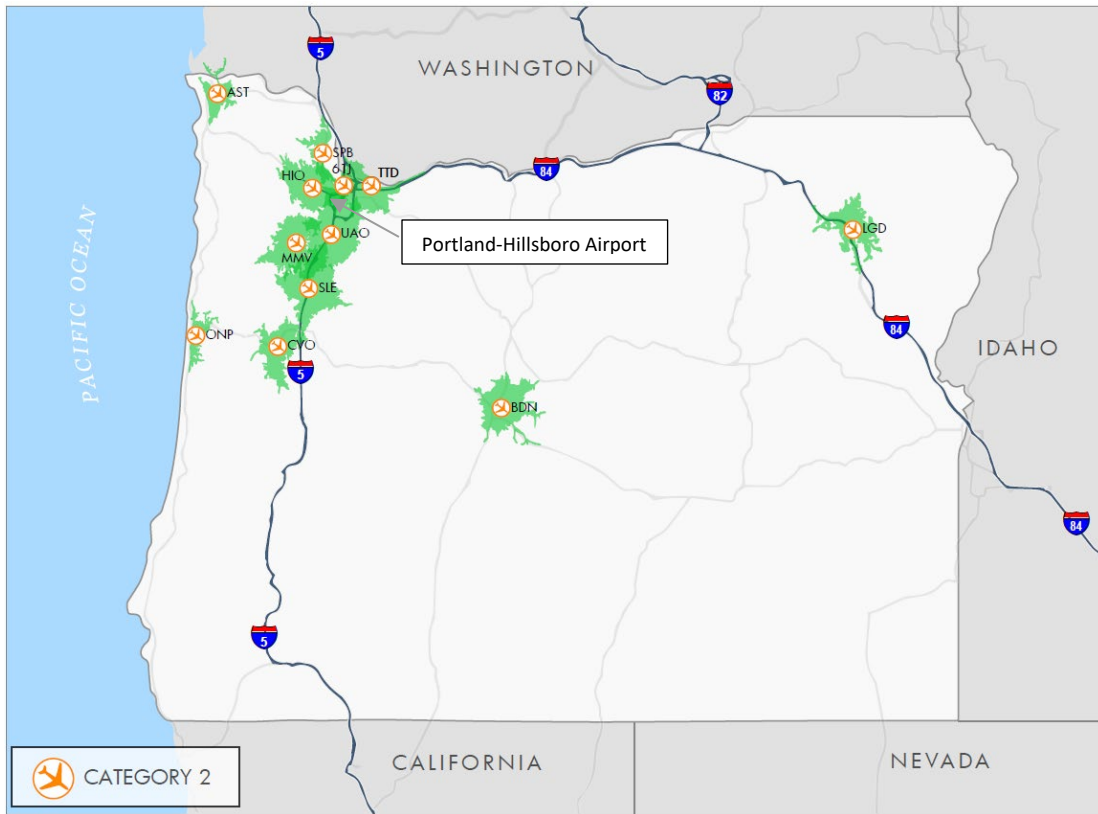 WASHINGTON
5
82
AST
SPB
6TJ
HIO
TTD
84
UAO
LGD
MMV
Portland-Hillsboro Airport
SLE
PACIFIC OCEAN
ONP
CVO
84
5
IDAHO
BDN
84
5
CALIFORNIA
NEVADA
CATEGORY 2